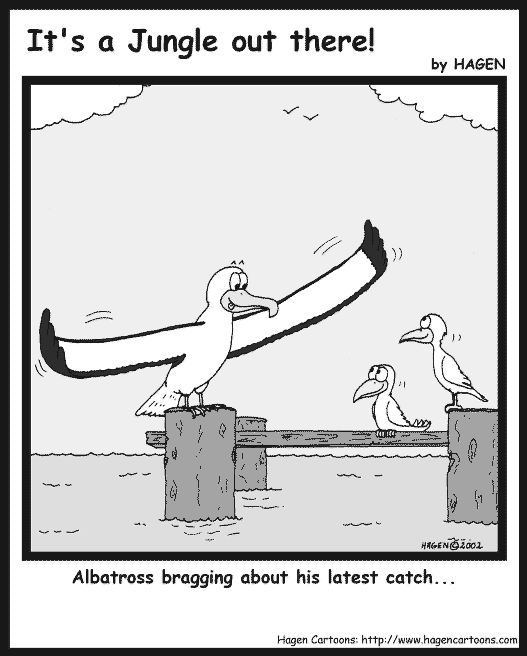 It's a Jungle out there!
by HAGEN
HAGEN©2002
Albatross bragging about his latest catch...
Hagen Cartoons: http://www.hagencartoons.com